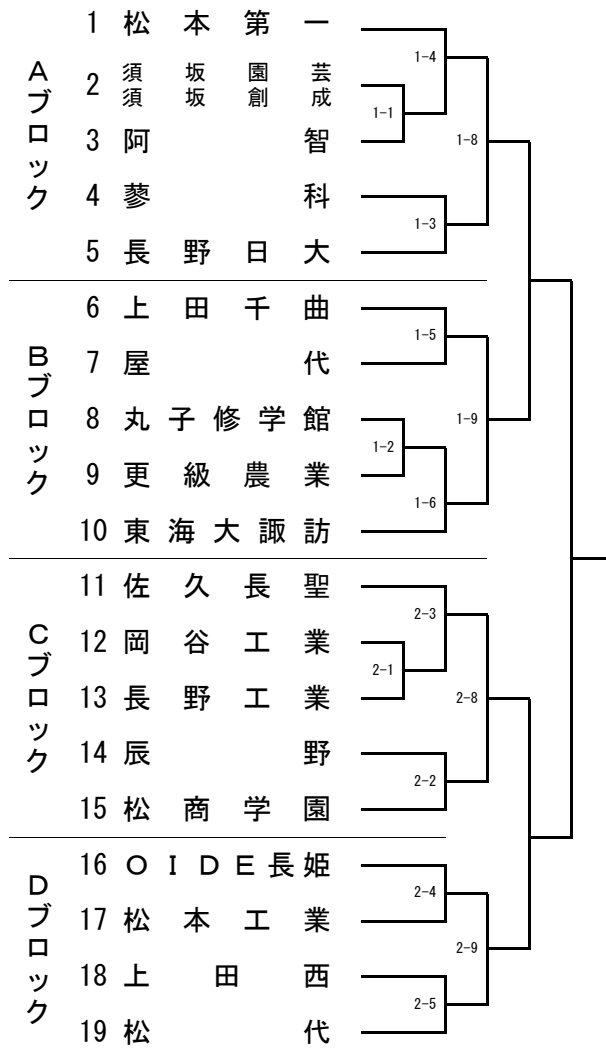 Aブロック
1 松本第一
2 須坂園芸
須坂創成
3 阿智
4 蓼科
5 長野日大
1-4
1-1
1-8
1-3
Bブロック
6 上田千曲
7 屋代
8 丸子修学館
9 更級農業
10 東海大諏訪
1-5
1-9
1-2
1-6
Cブロック
11 佐久長聖
12 岡谷工業
13 長野工業
14 辰野
15 松商学園
2-3
2-1
2-8
2-2
Dブロック
16 OIDE長姫
17 松本工業
18 上田西
19 松代
2-4
2-9
2-5